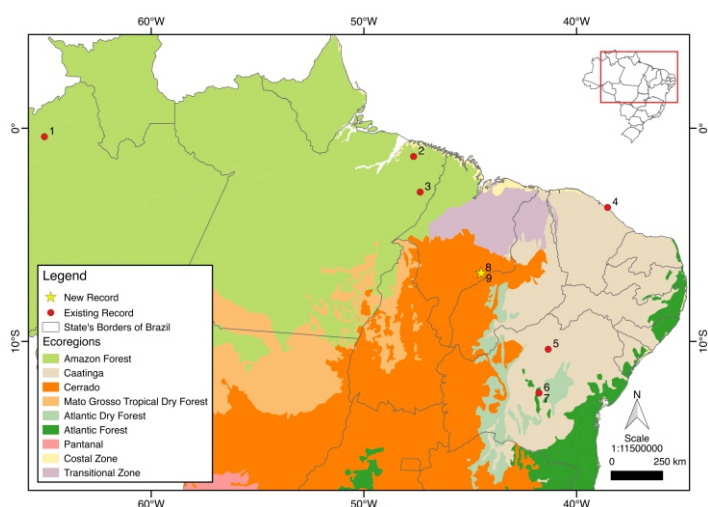 60°W 50°W 40°W
0° 0°
1
2
3
4
8
9
10°S 10°S
5
6
7
Legend
New Record
Existing Record
State's Borders of Brazil
Ecoregions
Amazon Forest
Caatinga
Cerrado
Mato Grosso Tropical Dry Forest
Atlantic Dry Forest
Atlantic Forest
Pantanal
Costal Zone
Transitional Zone
N
Scale
1:11500000
0 250 km
60°W 50°W 40°W